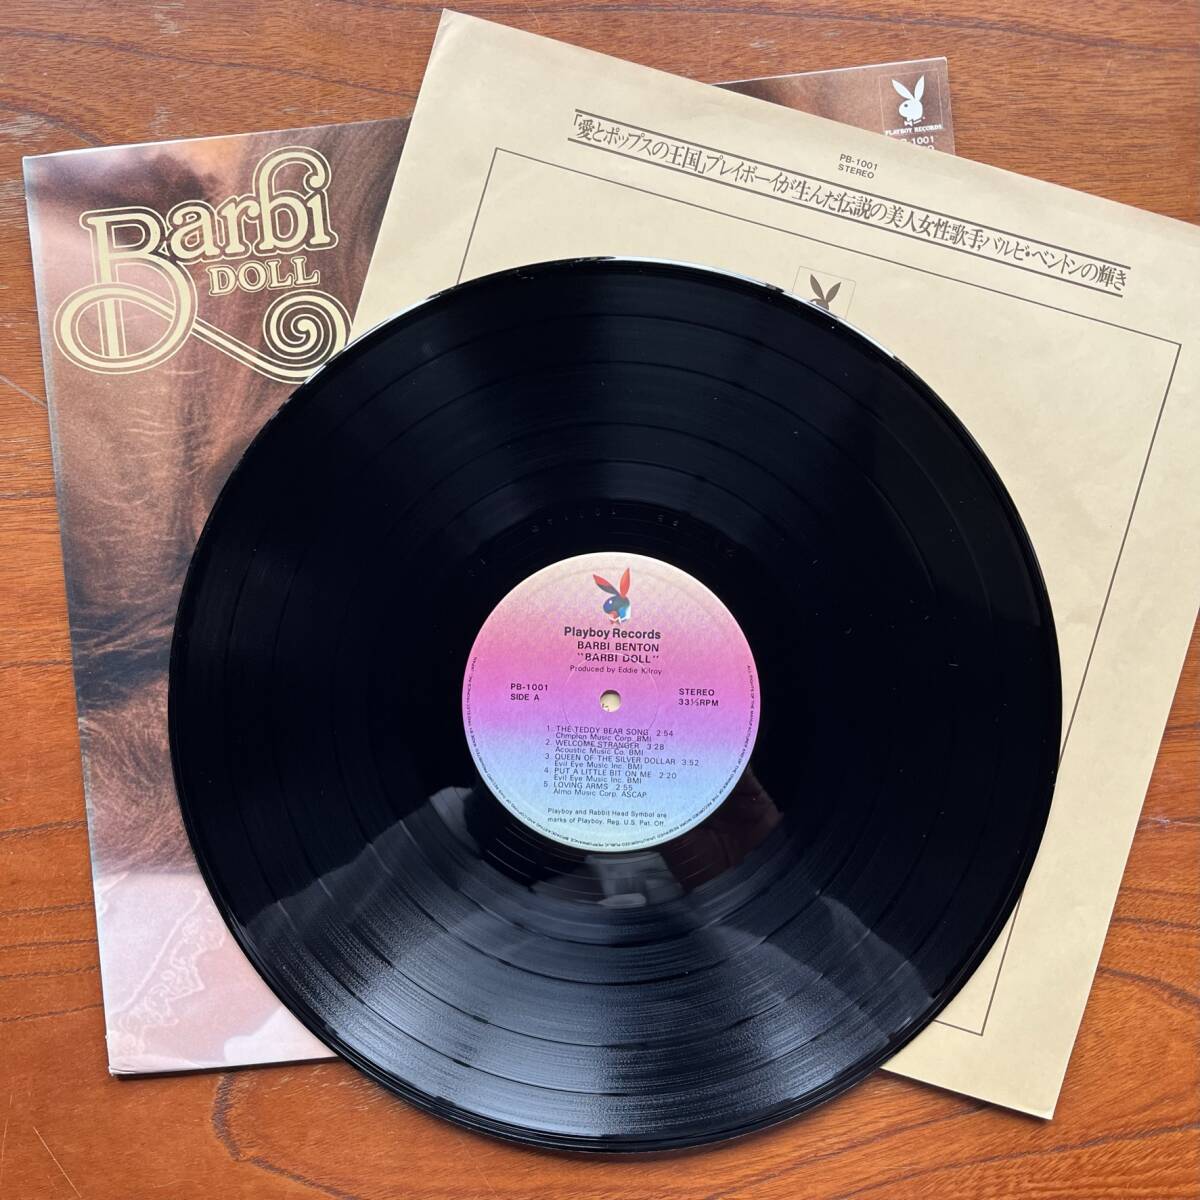 Barbi
DOLL
PLAYBOY RECORDS
1001
PB-1001
STEREO
「愛とポップスの王国」プレイボーイが生んだ伝説の美人女性歌手,バルビ・ベントンの輝き
Playboy Records
BARBI BENTON
"BARBI DOLL"
Produced by Eddie Kilroy
PB-1001
SIDE A
STEREO
33⅓RPM
1. THE TEDDY BEAR SONG 2:54
Chmplon Music Corp. BMI
2. WELCOME STRANGER 3:28
Acoustic Music Co. BMI
3. QUEEN OF THE SILVER DOLLAR 3:52
Evil Eye Music Inc. BMI
4. PUT A LITTLE BIT ON ME 2:20
Evil Eye Music Inc. BMI
5. LOVING ARMS 2:55
Almo Music Corp. ASCAP
Playboy and Rabbit Head Symbol are
marks of Playboy, Reg. U.S. Pat. Off.